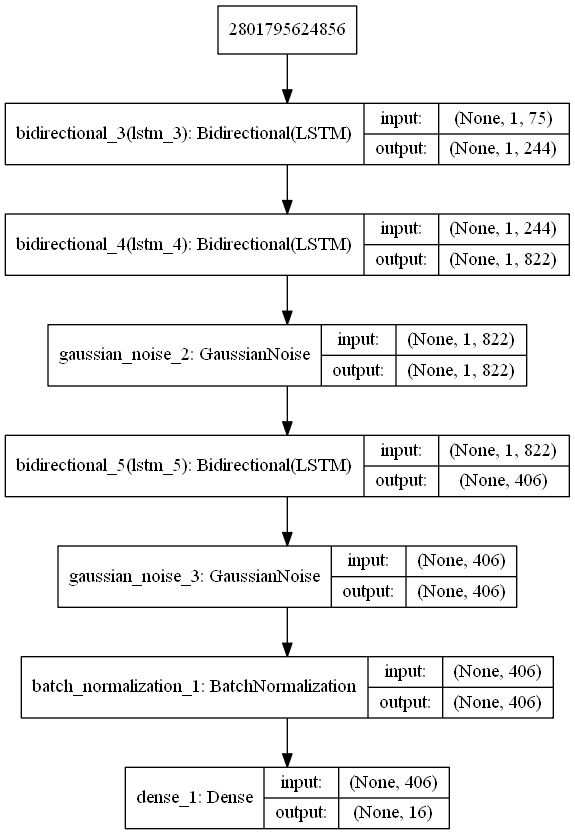 2801795624856
bidirectional_3(lstm_3): Bidirectional(LSTM)
input: (None, 1, 75)
output: (None, 1, 244)
bidirectional_4(lstm_4): Bidirectional(LSTM)
input: (None, 1, 244)
output: (None, 1, 822)
gaussian_noise_2: GaussianNoise
input: (None, 1, 822)
output: (None, 1, 822)
bidirectional_5(lstm_5): Bidirectional(LSTM)
input: (None, 1, 822)
output: (None, 406)
gaussian_noise_3: GaussianNoise
input: (None, 406)
output: (None, 406)
batch_normalization_1: BatchNormalization
input: (None, 406)
output: (None, 406)
dense_1: Dense
input: (None, 406)
output: (None, 16)